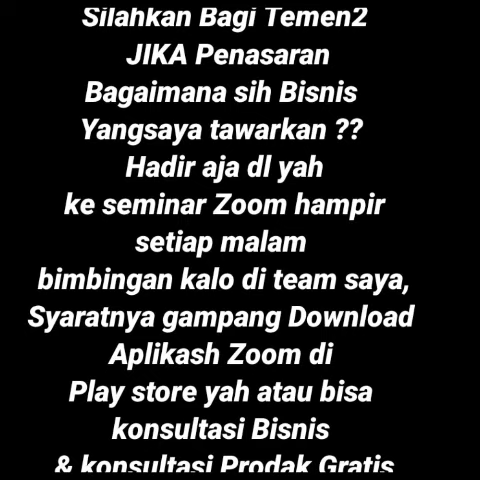 Silahkan Bagi Temen2
JIKA Penasaran
Bagaimana sih Bisnis
Yangsaya tawarkan ??
Hadir aja dl yah
ke seminar Zoom hampir
setiap malam
bimbingan kalo di team saya,
Syaratnya gampang Download
Aplikash Zoom di
Play store yah atau bisa
konsultasi Bisnis
& konsultasi Prodak Gratis